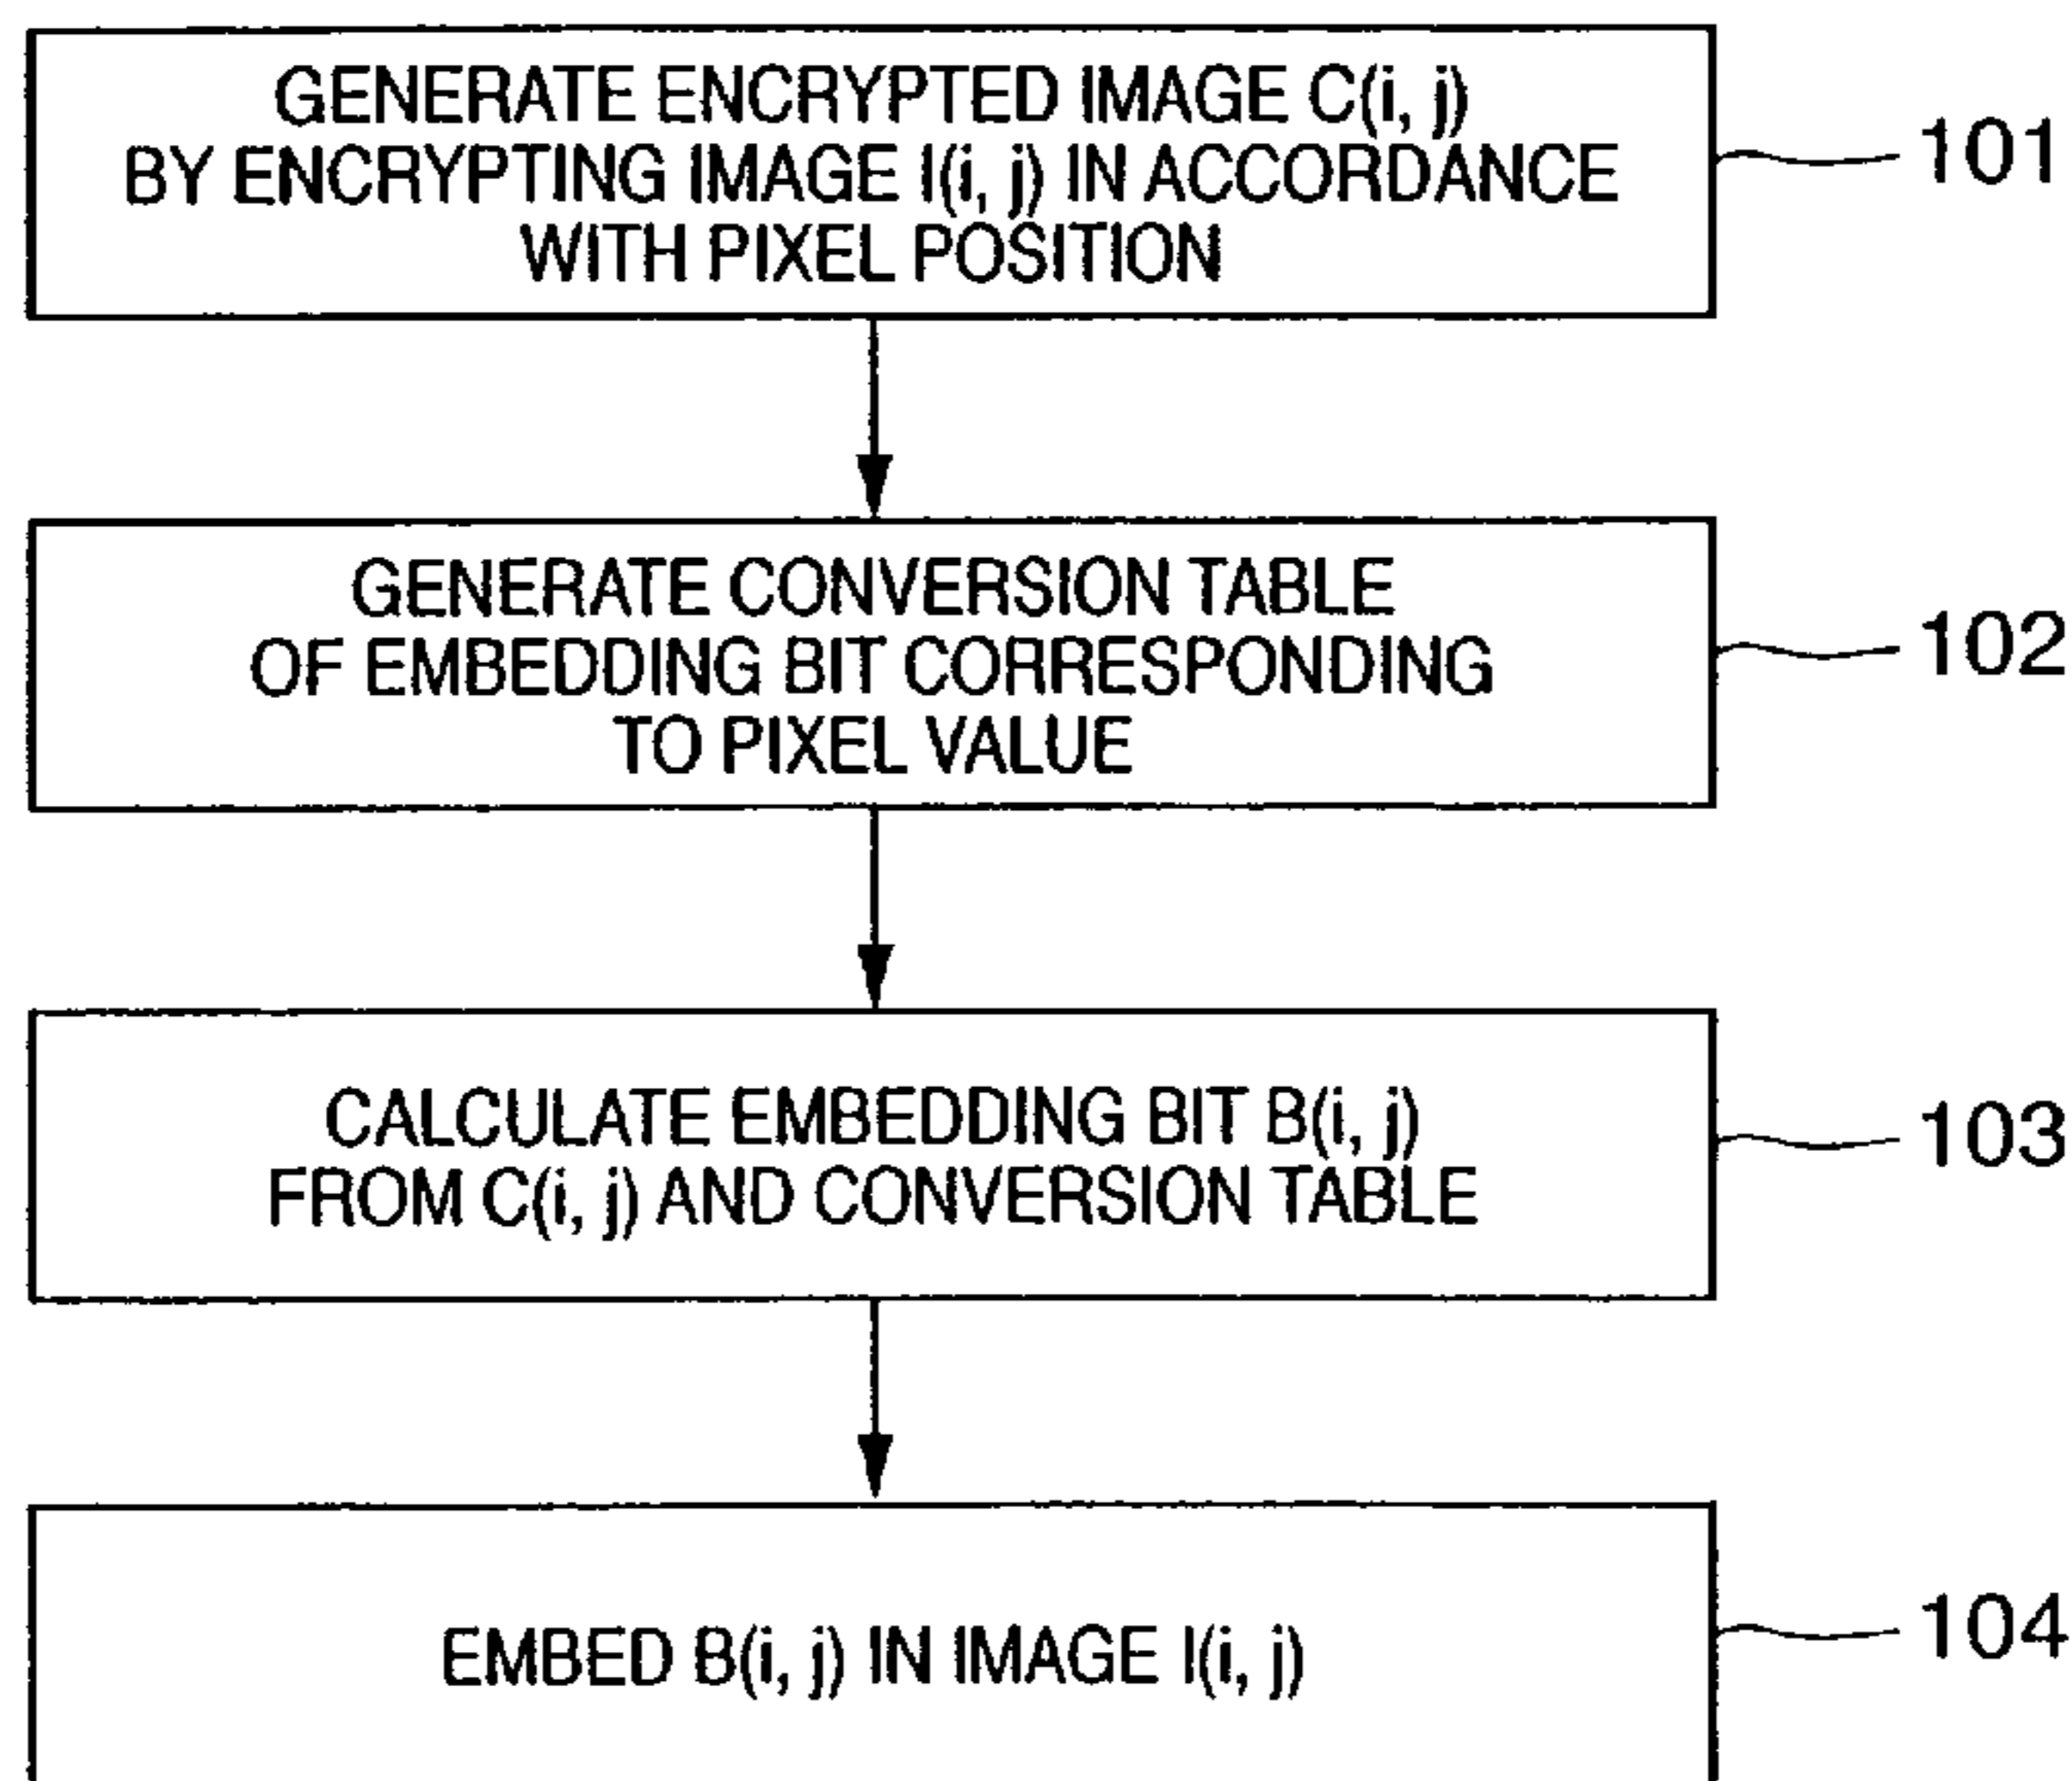 GENERATE ENCRYPTED IMAGE C(i, j)
BY ENCRYPTING IMAGE I(i, j) IN ACCORDANCE
WITH PIXEL POSITION
101
GENERATE CONVERSION TABLE
OF EMBEDDING BIT CORRESPONDING
TO PIXEL VALUE
102
CALCULATE EMBEDDING BIT B(i, j)
FROM C(i, j) AND CONVERSION TABLE
103
EMBED B(i, j) IN IMAGE I(i, j)
104